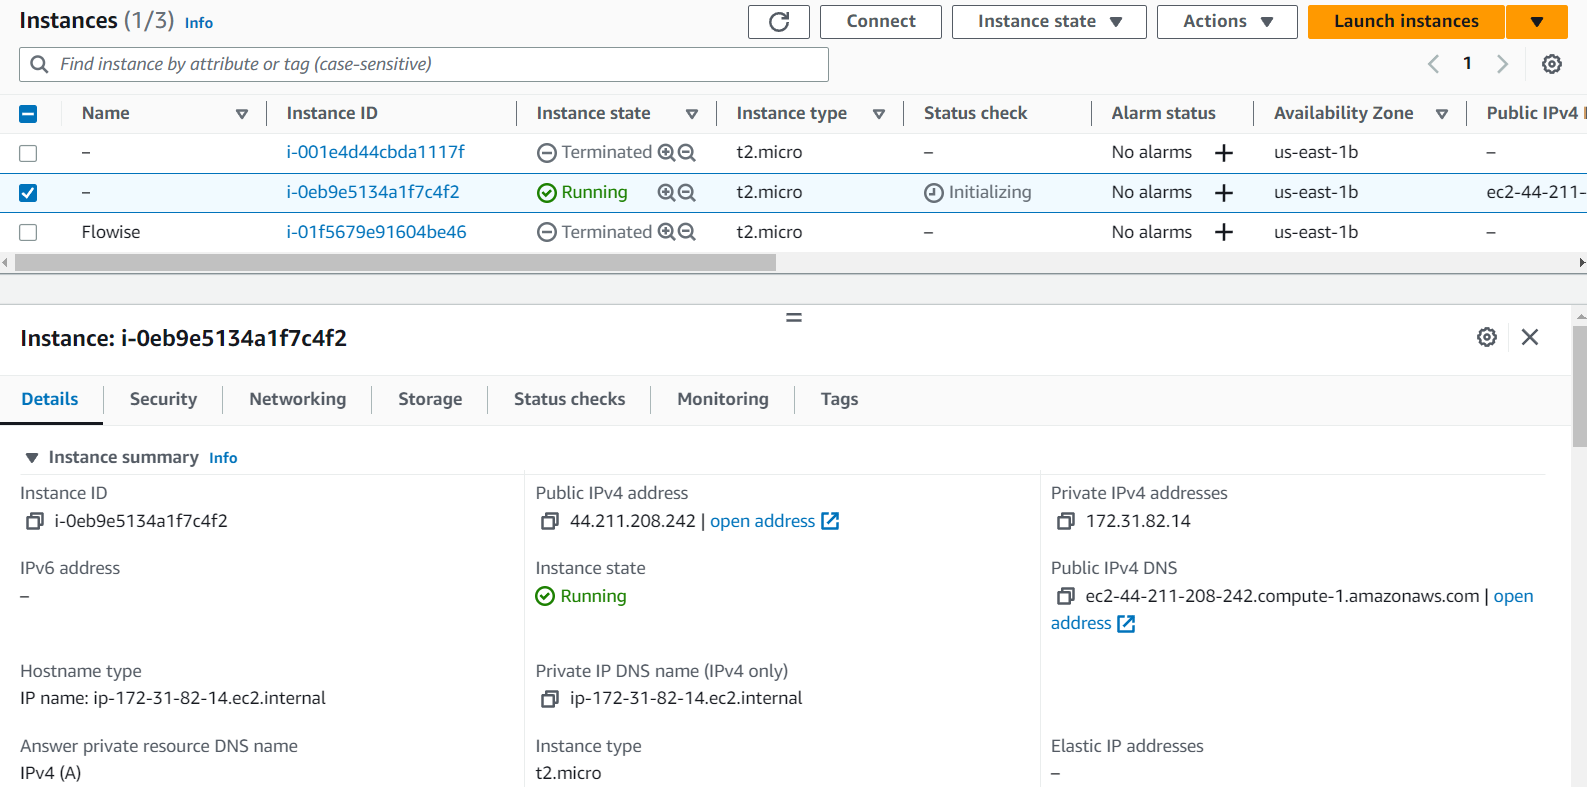 Instances (1/3) Info Connect Instance state Actions Launch instances
Find instance by attribute or tag (case-sensitive) 1
Name Instance ID Instance state Instance type Status check Alarm status Availability Zone Public IPv4
– i-001e4d44cbda1117f Terminated t2.micro – No alarms + us-east-1b –
– i-0eb9e5134a1f7c4f2 Running t2.micro Initializing No alarms + us-east-1b ec2-44-211-
Flowise i-01f5679e91604be46 Terminated t2.micro – No alarms + us-east-1b –
Instance: i-0eb9e5134a1f7c4f2
Details Security Networking Storage Status checks Monitoring Tags
Instance summary Info
Instance ID Public IPv4 address Private IPv4 addresses
i-0eb9e5134a1f7c4f2 44.211.208.242 | open address 172.31.82.14
IPv6 address Instance state Public IPv4 DNS
– Running ec2-44-211-208-242.compute-1.amazonaws.com | open
address
Hostname type Private IP DNS name (IPv4 only)
IP name: ip-172-31-82-14.ec2.internal ip-172-31-82-14.ec2.internal
Answer private resource DNS name Instance type Elastic IP addresses
IPv4 (A) t2.micro –